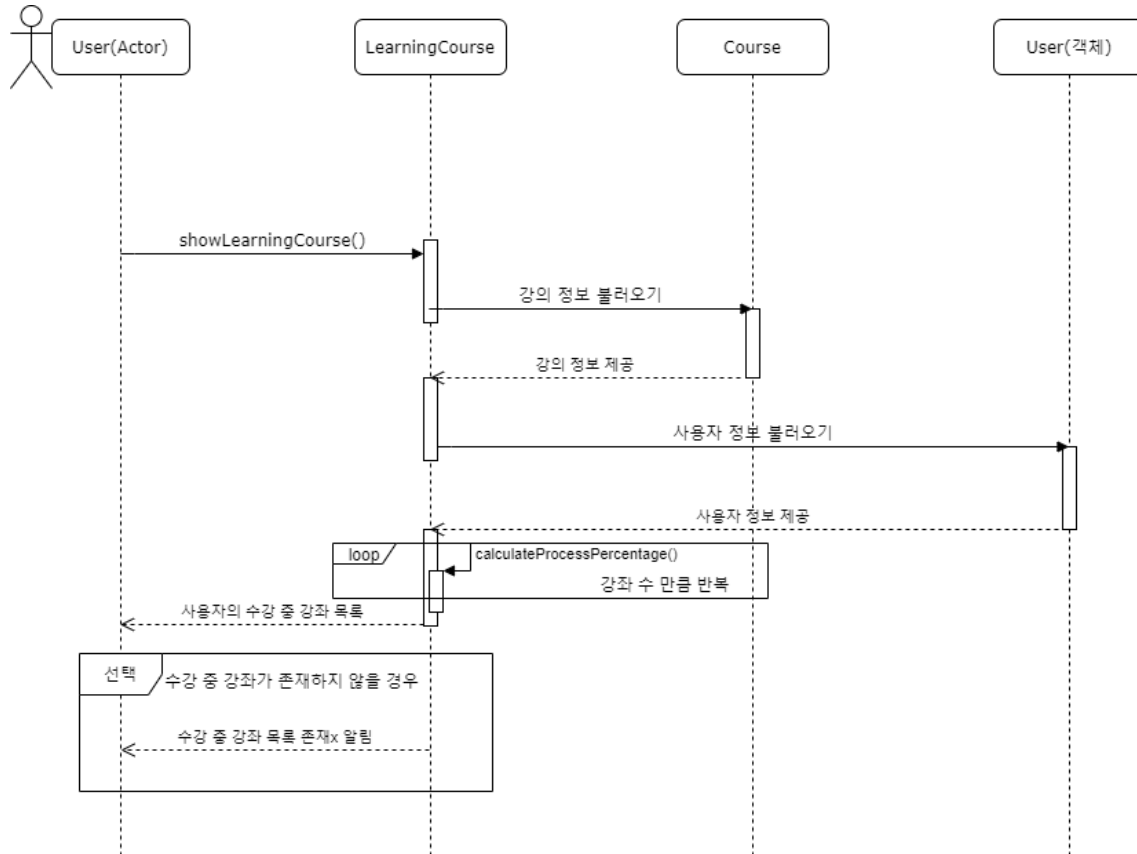 User(Actor)
LearningCourse
Course
User(객체)
showLearningCourse()
강의 정보 불러오기
강의 정보 제공
사용자 정보 불러오기
사용자 정보 제공
loop
calculateProcessPercentage()
강좌 수 만큼 반복
사용자의 수강 중 강좌 목록
선택
수강 중 강좌가 존재하지 않을 경우
수강 중 강좌 목록 존재x 알림